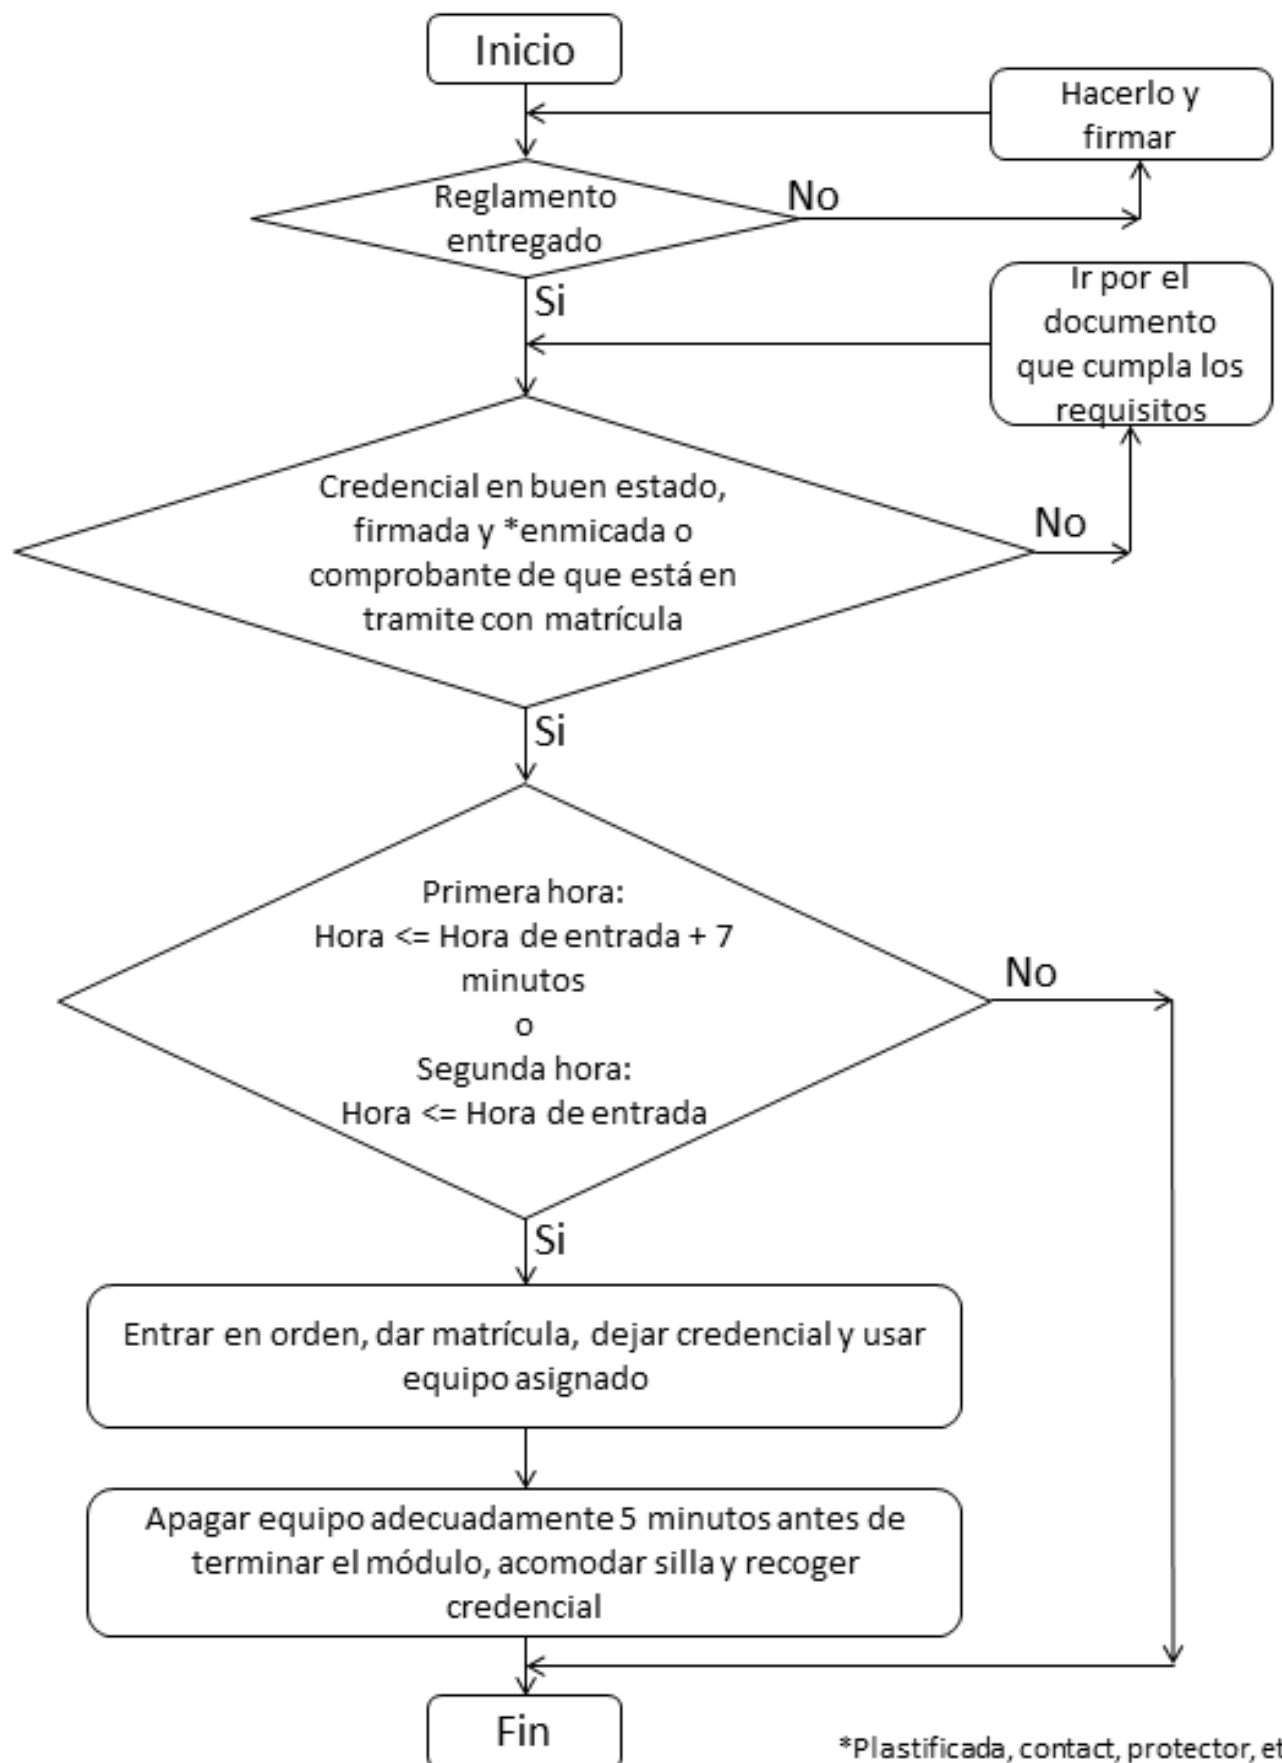 Inicio
Hacerlo y
firmar
Reglamento
entregado
No
Si
Ir por el
documento
que cumpla los
requisitos
Credencial en buen estado,
firmada y *enmicada o
comprobante de que está en
tramite con matrícula
No
Si
Primera hora:
Hora <= Hora de entrada + 7
minutos
o
Segunda hora:
Hora <= Hora de entrada
No
Si
Entrar en orden, dar matrícula, dejar credencial y usar
equipo asignado
Apagar equipo adecuadamente 5 minutos antes de
terminar el módulo, acomodar silla y recoger
credencial
Fin
*Plastificada, contact, protector, et